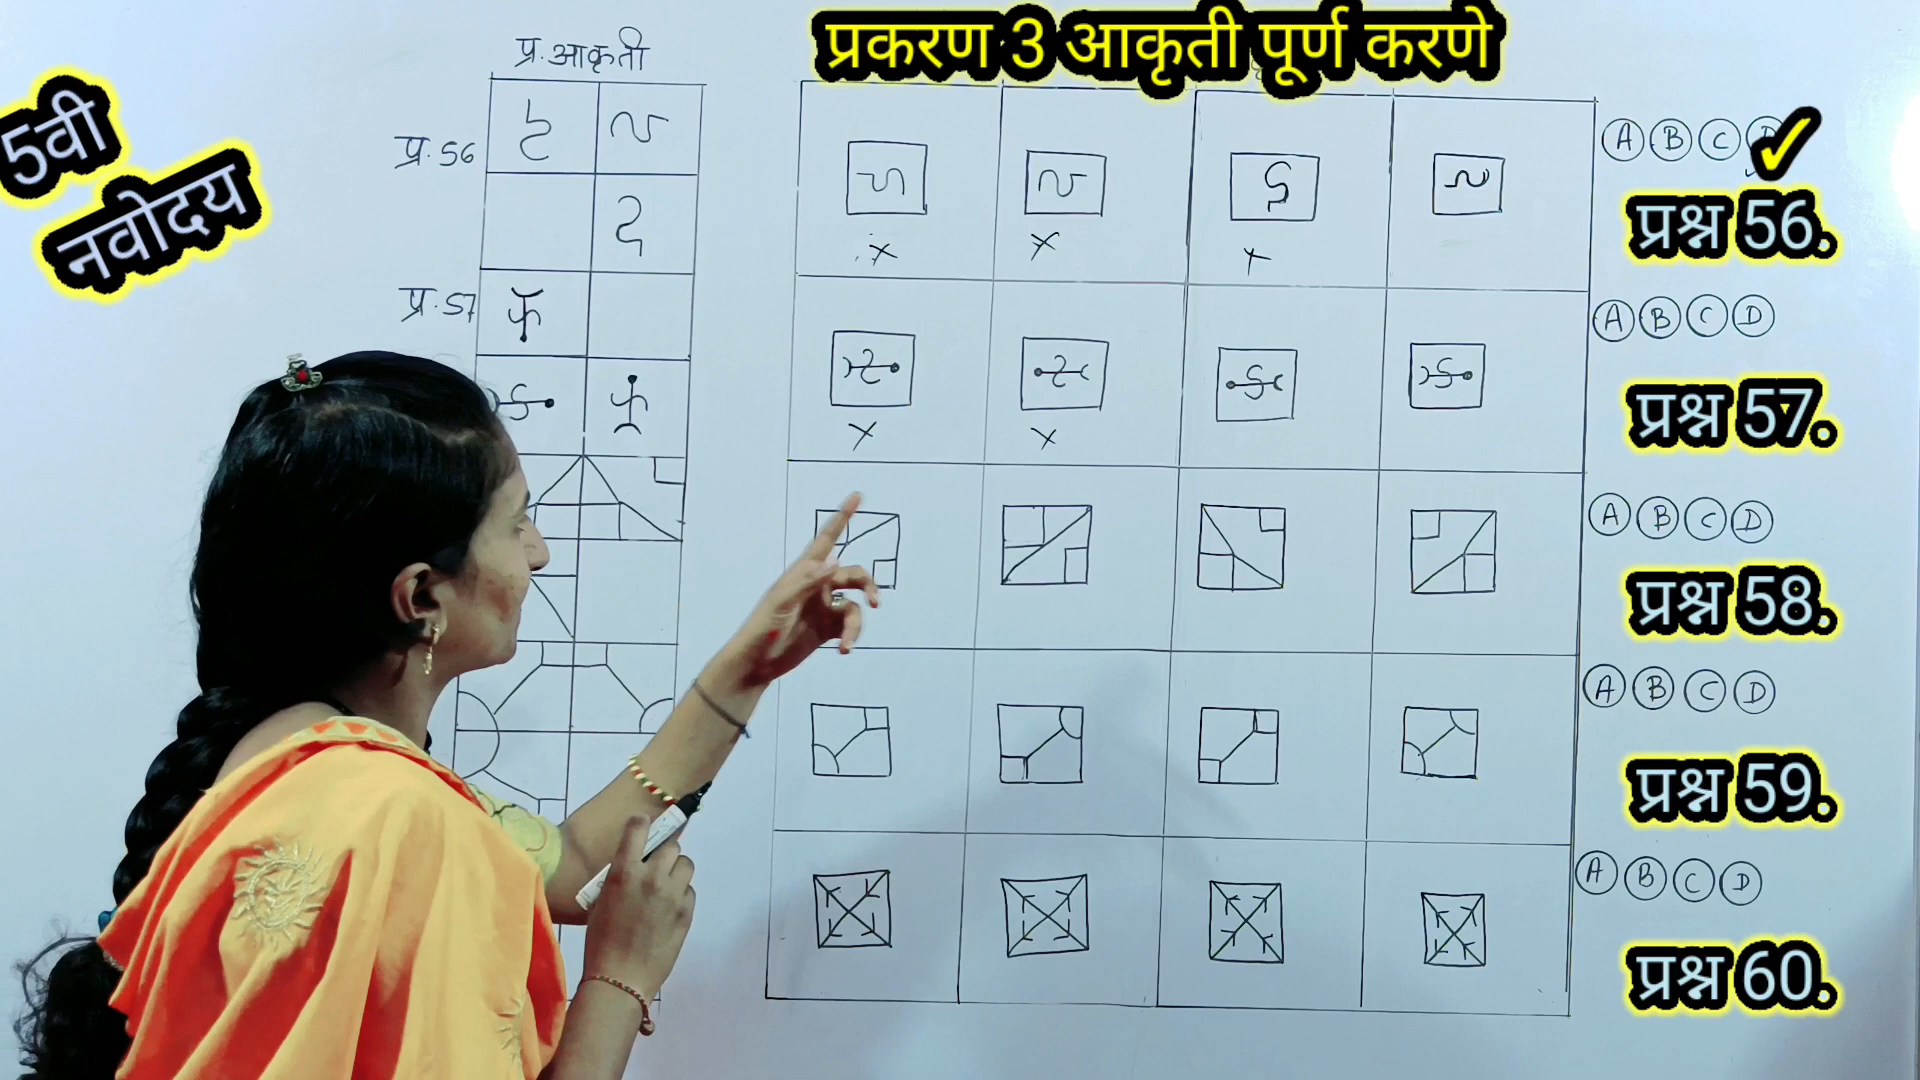 प्रकरण 3 आकृती पूर्ण करणे
5वी
नवोदय
प्र. आकृती
प्र. 56
A B C D
प्रश्न 56.
प्र. 57
A B C D
प्रश्न 57.
A B C D
प्रश्न 58.
A B C D
प्रश्न 59.
A B C D
प्रश्न 60.